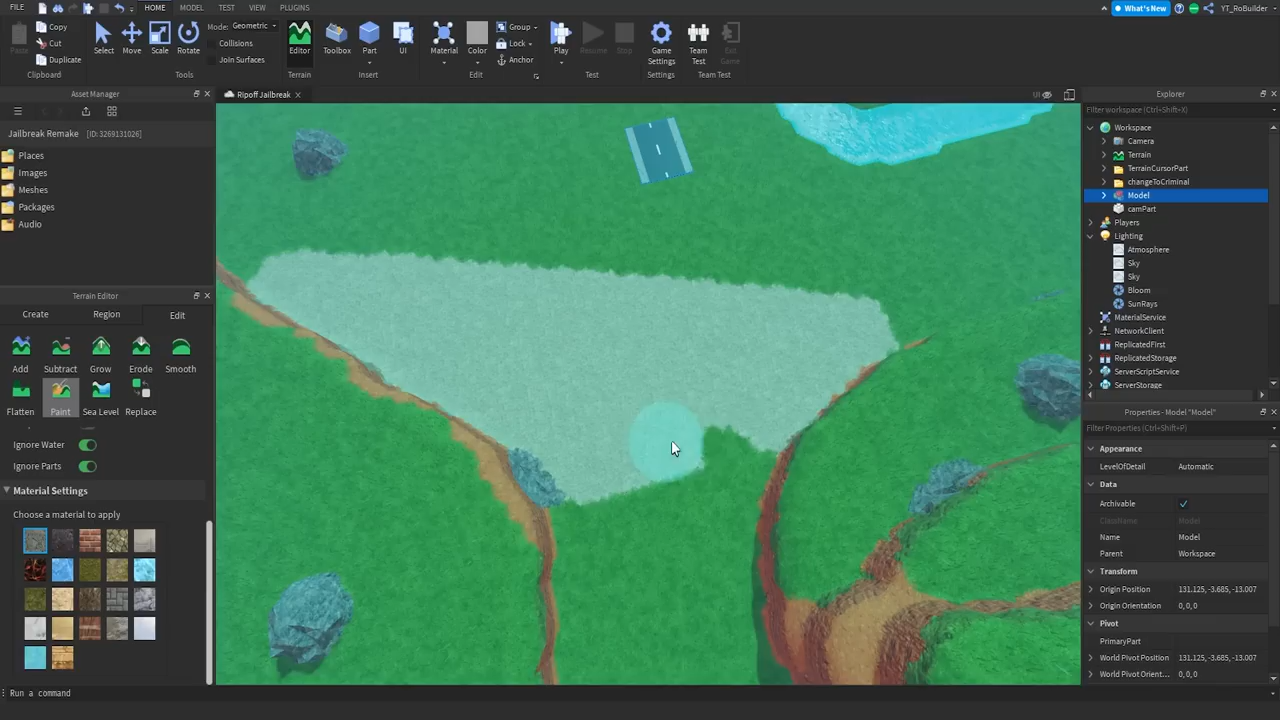 FILE HOME MODEL TEST VIEW PLUGINS What's New YT_RoBuilder
Paste Copy Cut Duplicate Select Move Scale Rotate Mode: Geometric Collisions Join Surfaces Editor Toolbox Part UI Material Color Group Lock Anchor Play Resume Stop Game Settings Team Test Exit Game
Clipboard Tools Terrain Insert Edit Test Settings Team Test
Asset Manager
Jailbreak Remake [ID:3269131026]
Places
Images
Meshes
Packages
Audio
Terrain Editor
Create Region Edit
Add Subtract Grow Erode Smooth
Flatten Paint Sea Level Replace
Ignore Water
Ignore Parts
Material Settings
Choose a material to apply
Ripoff Jailbreak
UI
Explorer
Filter workspace (Ctrl+Shift+X)
Workspace
Camera
Terrain
TerrainCursorPart
changeToCriminal
Model
camPart
Players
Lighting
Atmosphere
Sky
Sky
Bloom
SunRays
MaterialService
NetworkClient
ReplicatedFirst
ReplicatedStorage
ServerScriptService
ServerStorage
Properties - Model "Model"
Filter Properties (Ctrl+Shift+P)
Appearance
LevelOfDetail Automatic
Data
Archivable
ClassName Model
Name Model
Parent Workspace
Transform
Origin Position 131.125, -3.685, -13.007
Origin Orientation 0, 0, 0
Pivot
PrimaryPart
World Pivot Position 131.125, -3.685, -13.007
World Pivot Orient... 0, 0, 0
Run a command